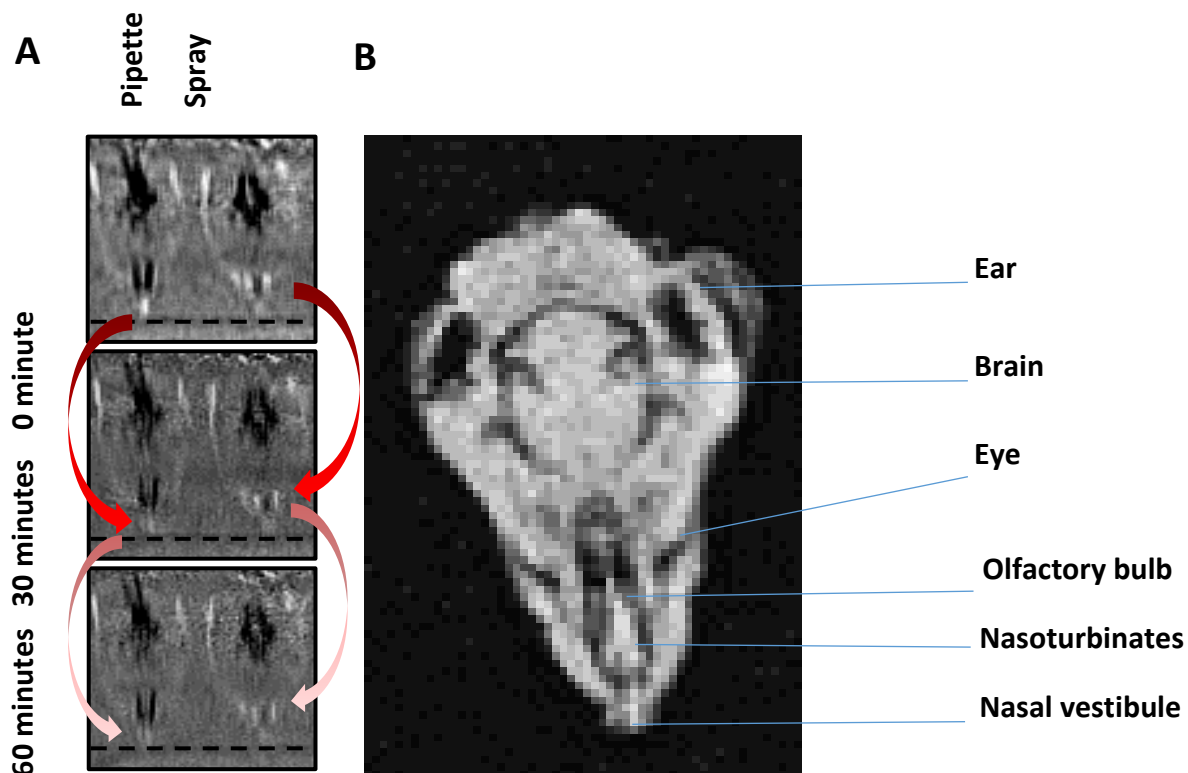 A
Pipette
Spray
B
0 minute
30 minutes
60 minutes
Ear
Brain
Eye
Olfactory bulb
Nasoturbinates
Nasal vestibule